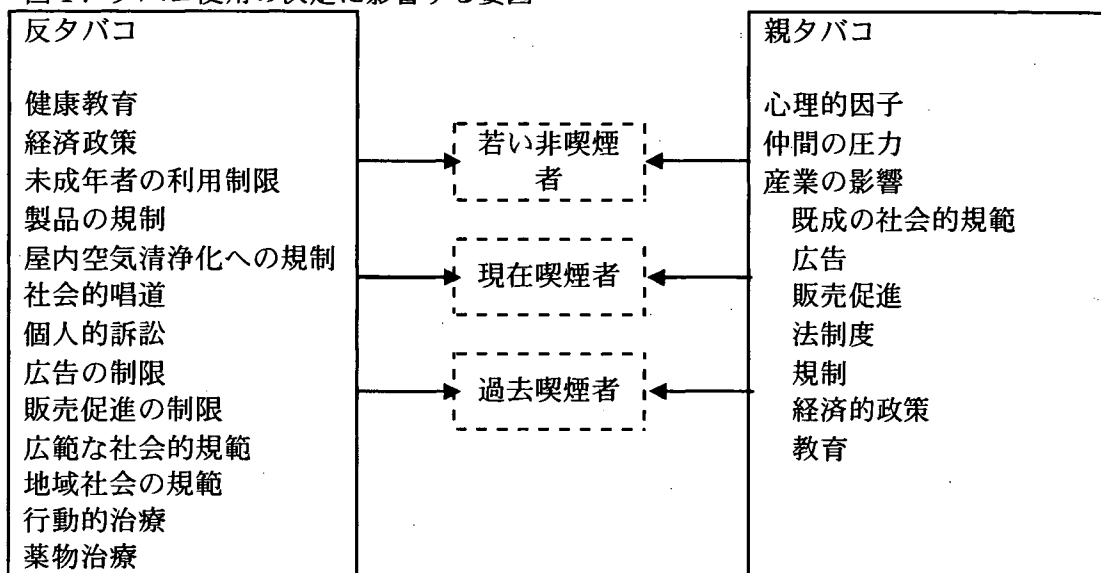 反タバコ
健康教育
経済政策
未成年者の利用制限
製品の規制
屋内空気清浄化への規制
社会的唱道
個人的訴訟
広告の制限
販売促進の制限
広範な社会的規範
地域社会の規範
行動的治療
薬物治療
若い非喫煙
者
現在喫煙者
過去喫煙者
親タバコ
心理的因子
仲間の圧力
産業の影響
既成の社会的規範
広告
販売促進
法制度
規制
経済的政策
教育